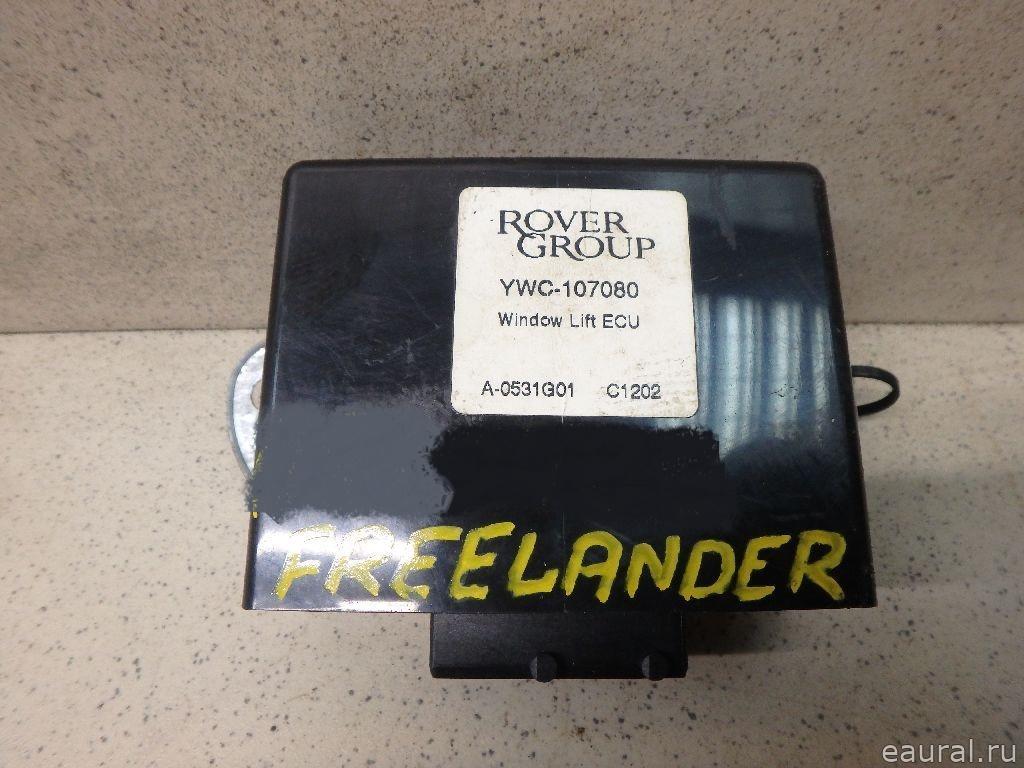 ROVER
GROUP
YWC-107080
Window Lift ECU
A-0531G01 C1202
FREELANDER
eaural.ru